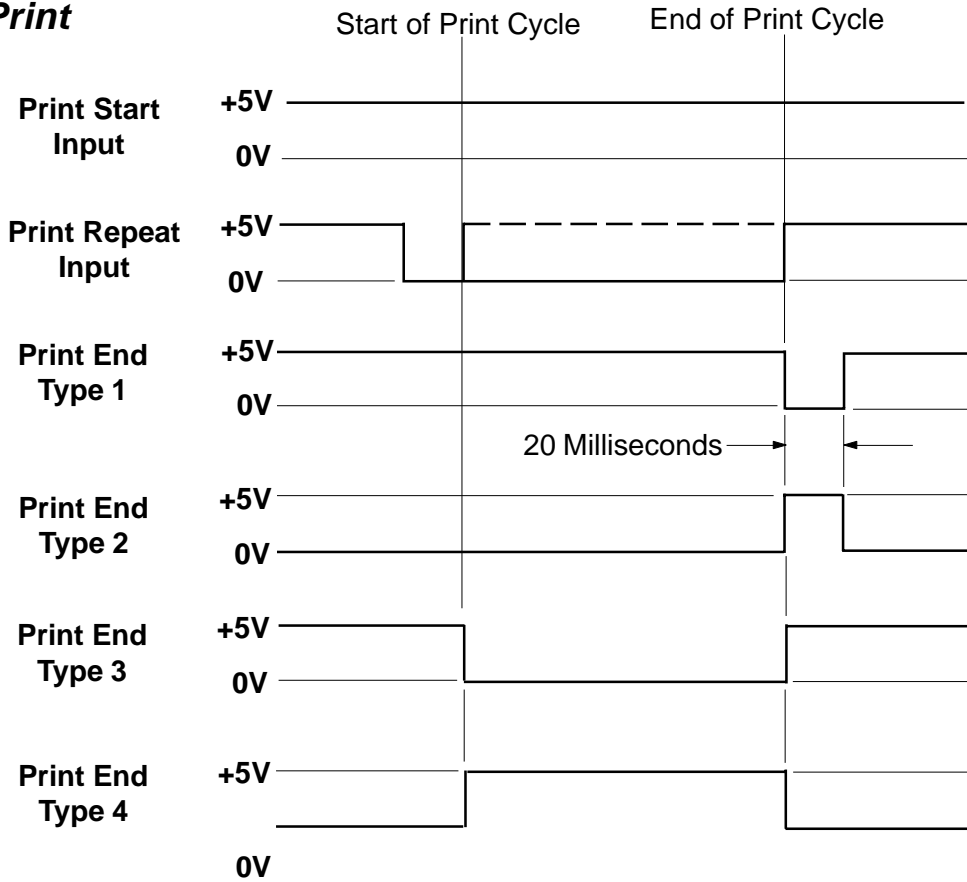 Print
Start of Print Cycle
End of Print Cycle
Print Start
Input
+5V
0V
Print Repeat
Input
+5V
0V
Print End
Type 1
+5V
0V
20 Milliseconds
Print End
Type 2
+5V
0V
Print End
Type 3
+5V
0V
Print End
Type 4
+5V
0V